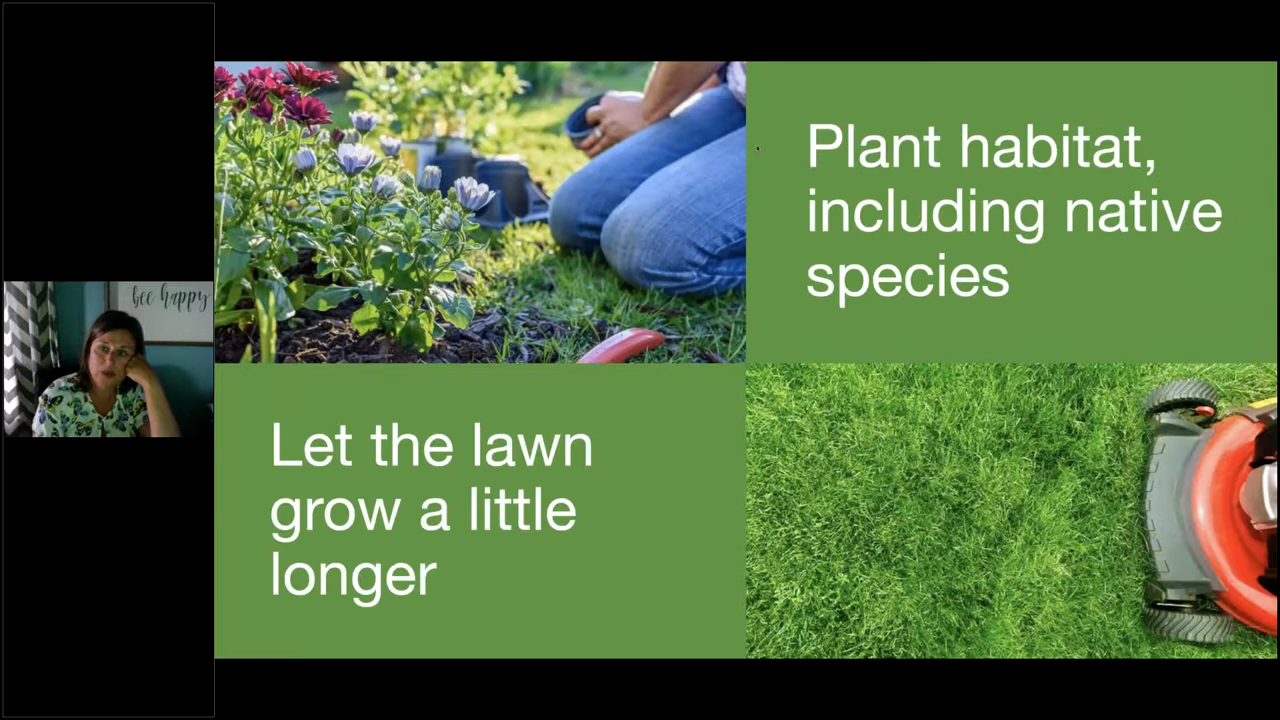 Plant habitat,
including native
species
bee happy
Let the lawn
grow a little
longer